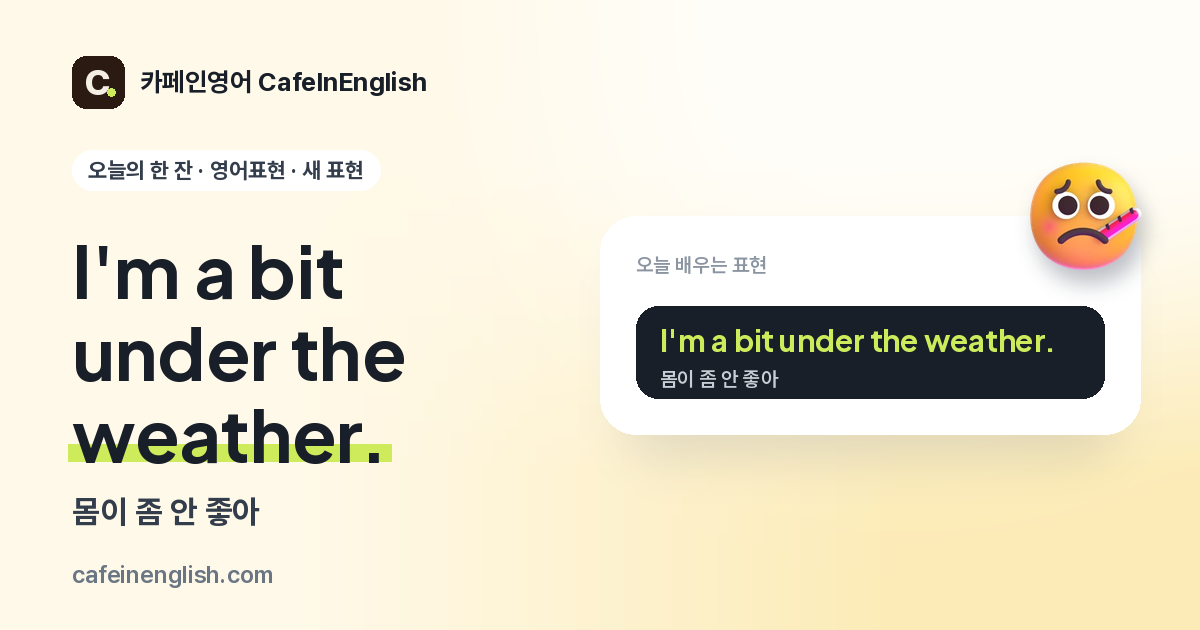 C
카페인영어 CafeInEnglish
오늘의 한 잔 · 영어표현 · 새 표현
I'm a bit
under the
weather.
몸이 좀 안 좋아
cafeinenglish.com
오늘 배우는 표현
I'm a bit under the weather.
몸이 좀 안 좋아